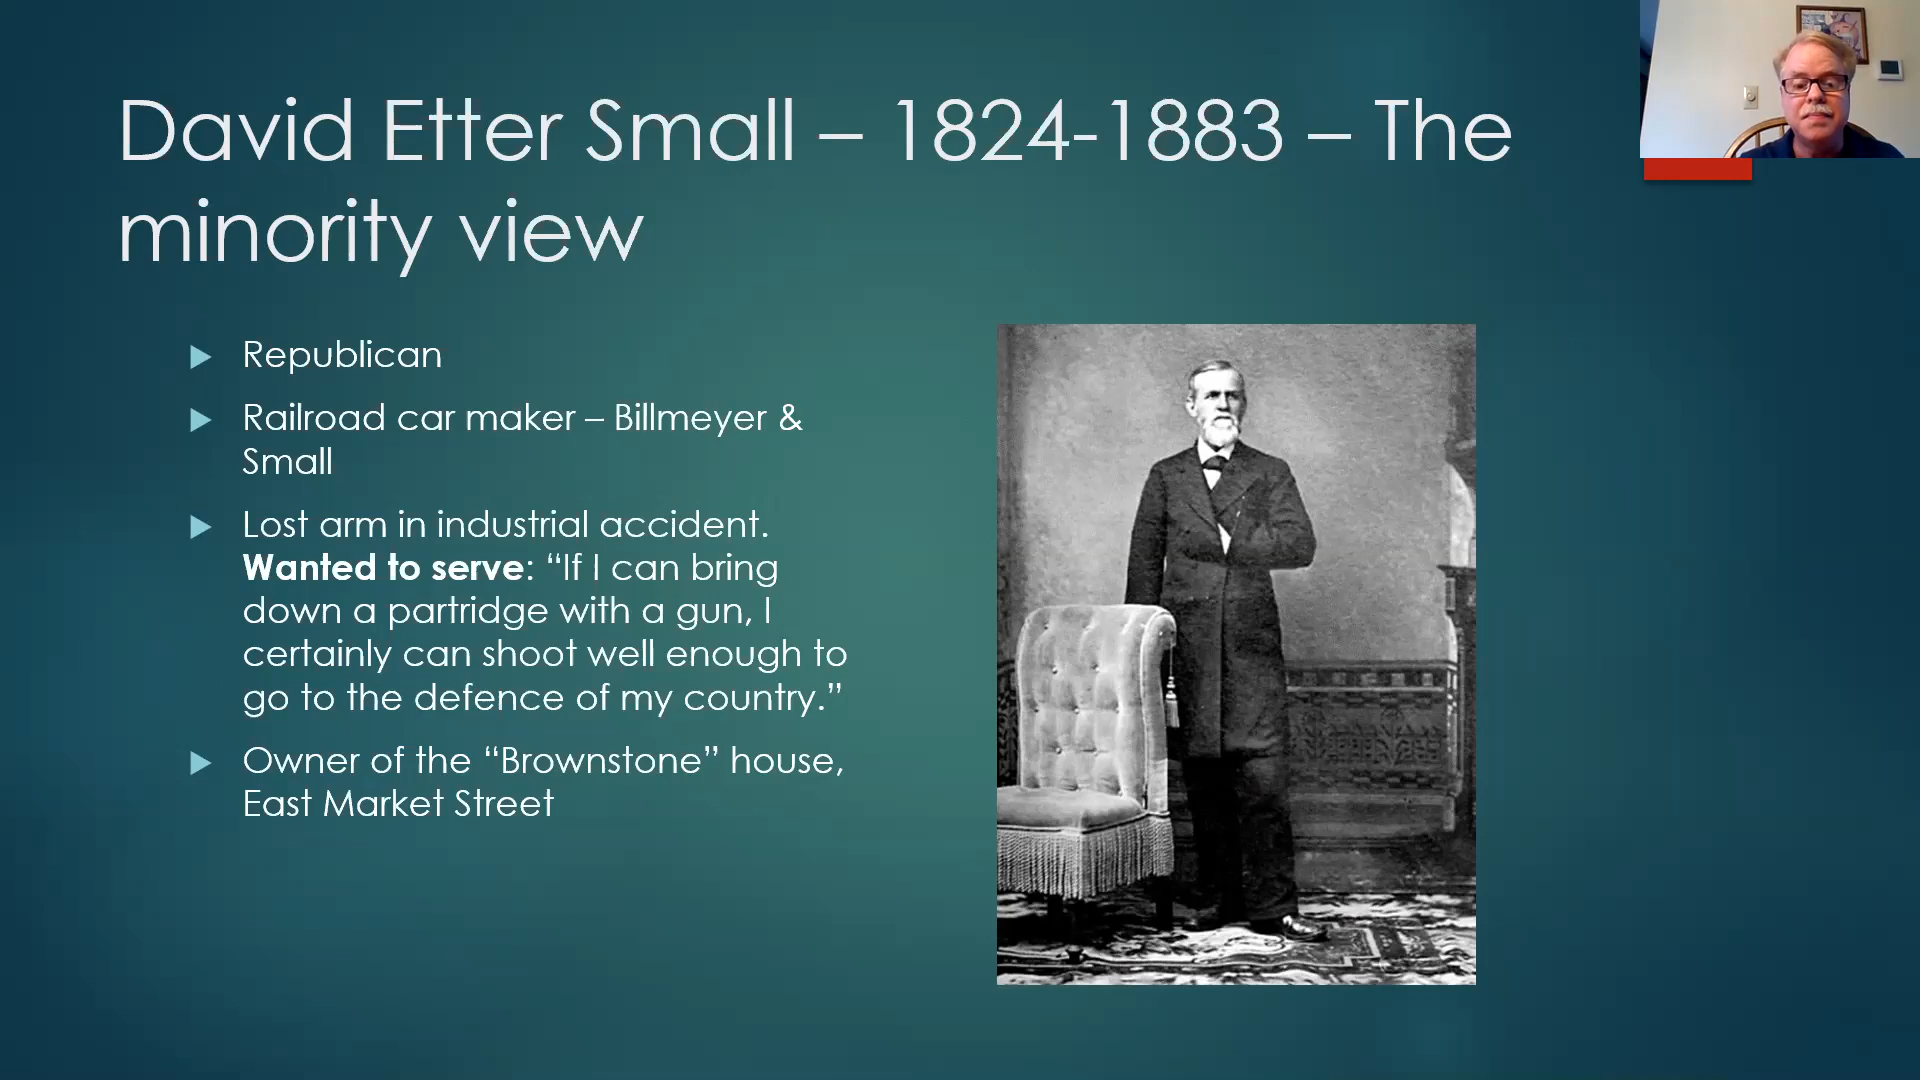 David Etter Small – 1824-1883 – The
minority view
Republican
Railroad car maker – Billmeyer &
Small
Lost arm in industrial accident.
Wanted to serve: “If I can bring
down a partridge with a gun, I
certainly can shoot well enough to
go to the defence of my country.”
Owner of the “Brownstone” house,
East Market Street